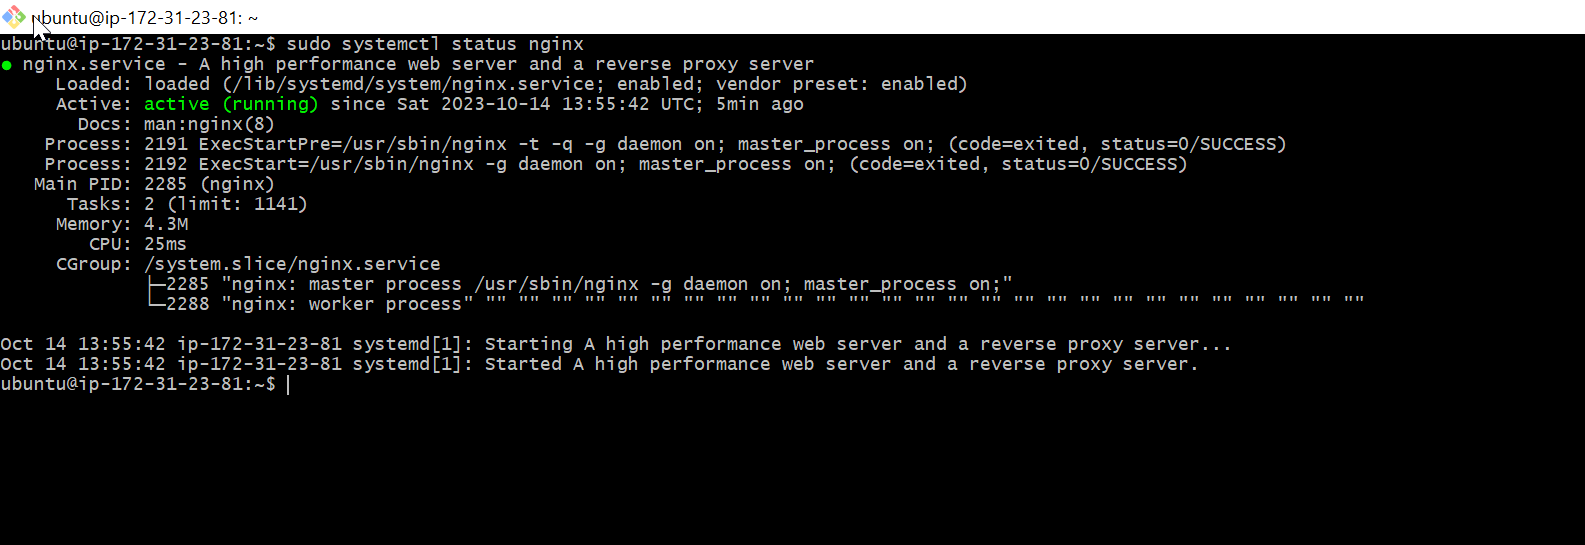 ubuntu@ip-172-31-23-81: ~
ubuntu@ip-172-31-23-81:~$ sudo systemctl status nginx
● nginx.service - A high performance web server and a reverse proxy server
     Loaded: loaded (/lib/systemd/system/nginx.service; enabled; vendor preset: enabled)
     Active: active (running) since Sat 2023-10-14 13:55:42 UTC; 5min ago
       Docs: man:nginx(8)
    Process: 2191 ExecStartPre=/usr/sbin/nginx -t -q -g daemon on; master_process on; (code=exited, status=0/SUCCESS)
    Process: 2192 ExecStart=/usr/sbin/nginx -g daemon on; master_process on; (code=exited, status=0/SUCCESS)
   Main PID: 2285 (nginx)
      Tasks: 2 (limit: 1141)
     Memory: 4.3M
        CPU: 25ms
     CGroup: /system.slice/nginx.service
             ├─2285 "nginx: master process /usr/sbin/nginx -g daemon on; master_process on;"
             └─2288 "nginx: worker process" "" "" "" "" "" "" "" "" "" "" "" "" "" "" "" "" "" "" "" "" "" "" "" "" "" "" ""
Oct 14 13:55:42 ip-172-31-23-81 systemd[1]: Starting A high performance web server and a reverse proxy server...
Oct 14 13:55:42 ip-172-31-23-81 systemd[1]: Started A high performance web server and a reverse proxy server.
ubuntu@ip-172-31-23-81:~$